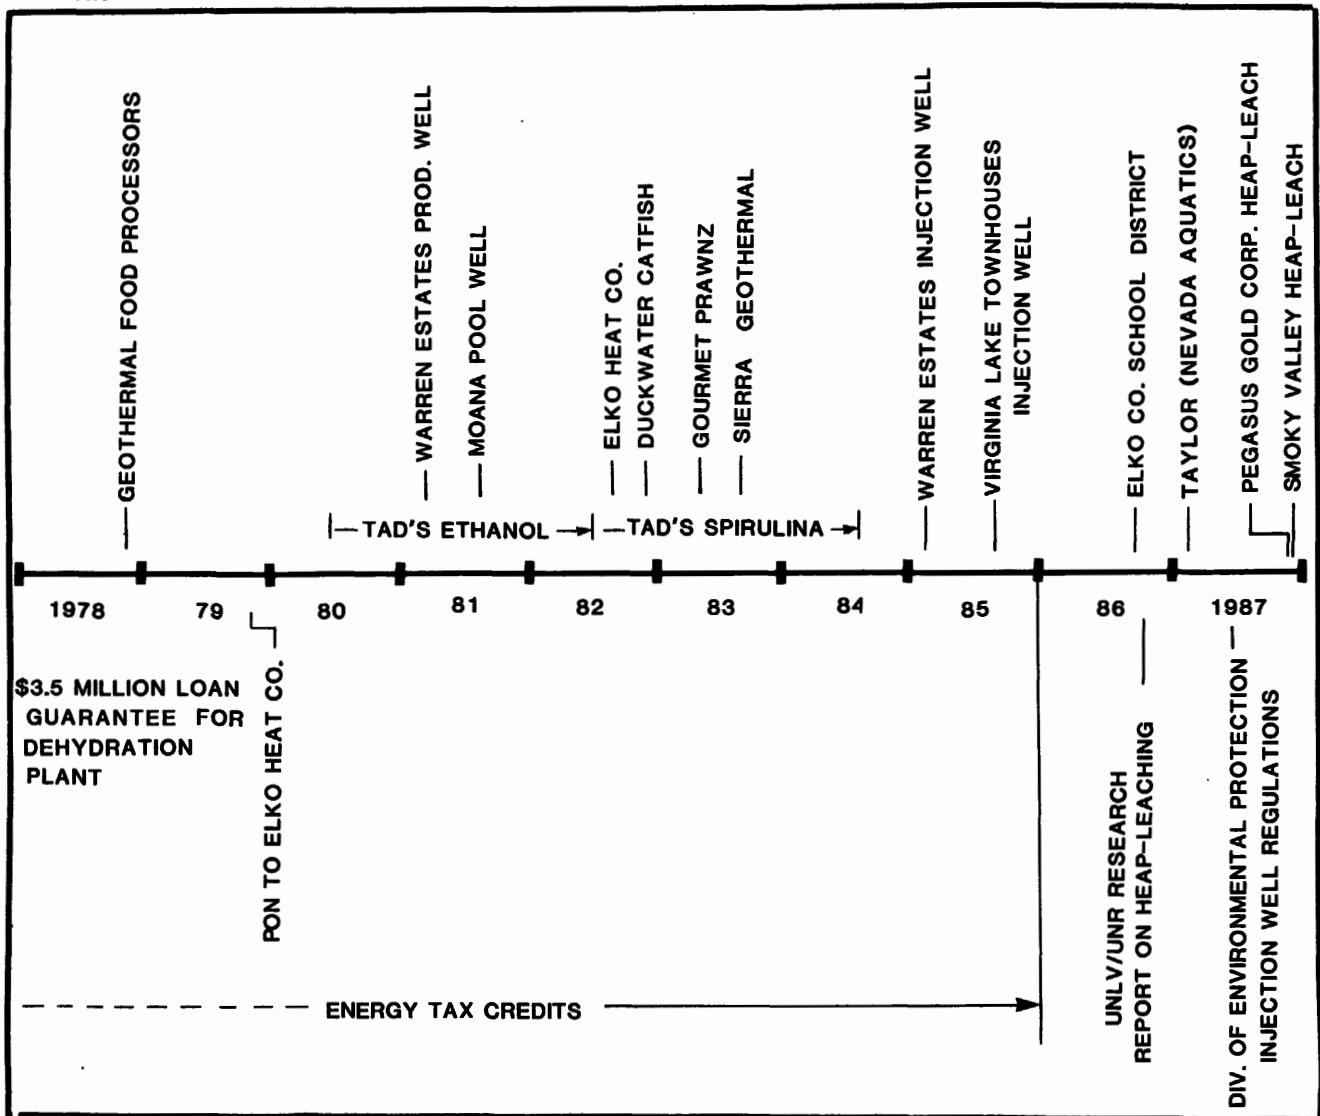 GEOTHERMAL FOOD PROCESSORS
WARREN ESTATES PROD. WELL
MOANA POOL WELL
ELKO HEAT CO.
DUCKWATER CATFISH
GOURMET PRAWNZ
SIERRA GEOTHERMAL
WARREN ESTATES INJECTION WELL
VIRGINIA LAKE TOWNHOUSES
INJECTION WELL
ELKO CO. SCHOOL DISTRICT
TAYLOR (NEVADA AQUATICS)
PEGASUS GOLD CORP. HEAP-LEACH
SMOKY VALLEY HEAP-LEACH
TAD'S ETHANOL
TAD'S SPIRULINA
1978 79 80 81 82 83 84 85 86 1987
$3.5 MILLION LOAN
GUARANTEE FOR
DEHYDRATION
PLANT
PON TO ELKO HEAT CO.
UNLV/UNR RESEARCH
REPORT ON HEAP-LEACHING
DIV. OF ENVIRONMENTAL PROTECTION
INJECTION WELL REGULATIONS
ENERGY TAX CREDITS